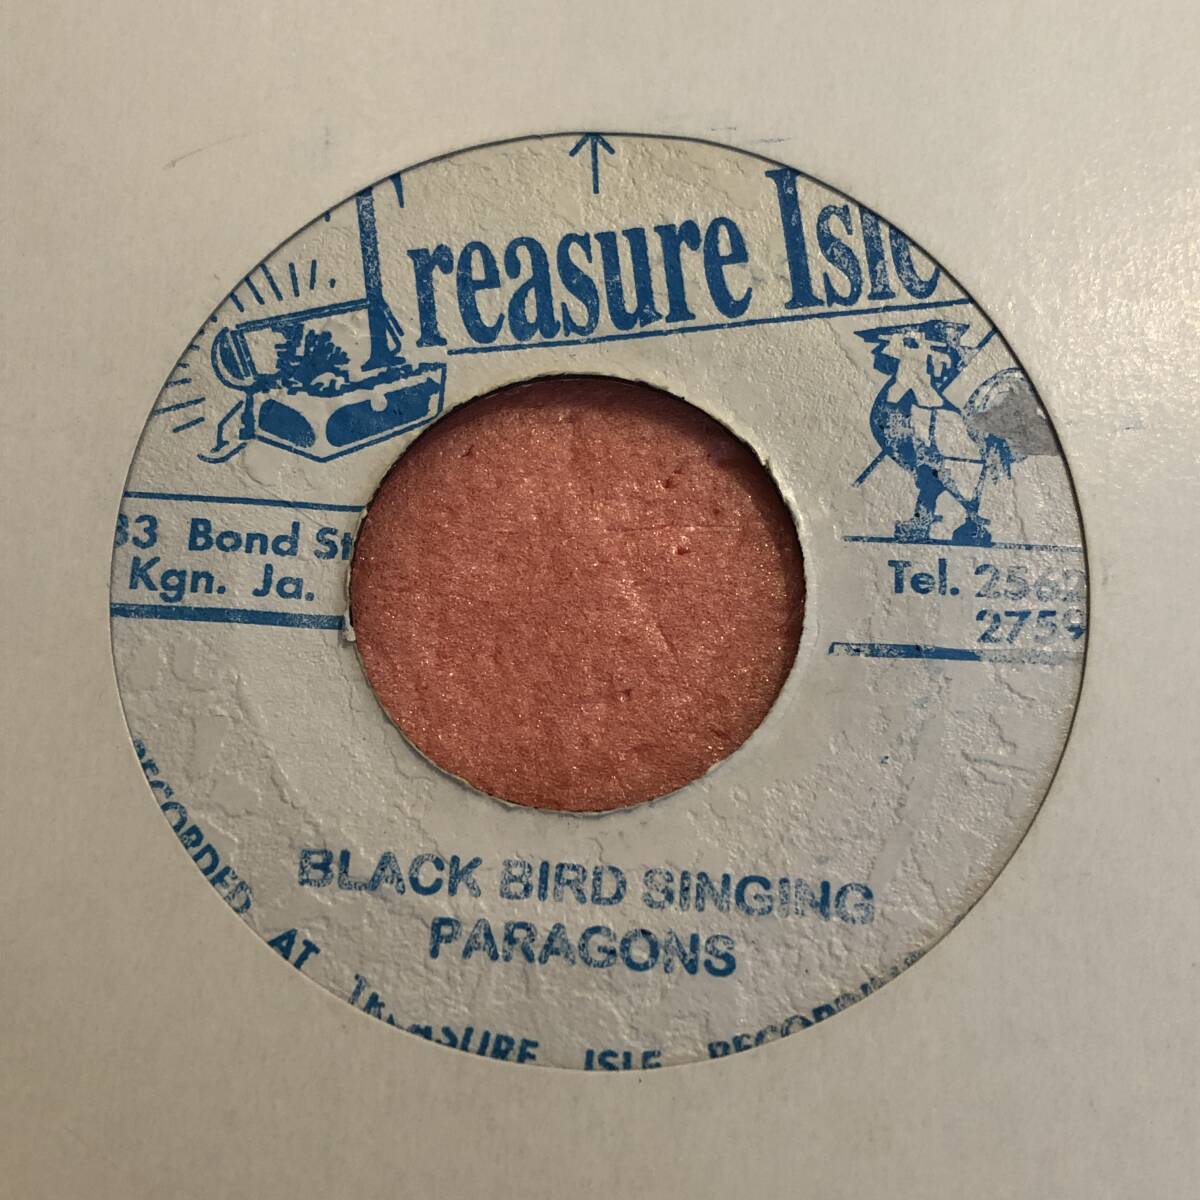 Treasure Isle
33 Bond St
Kgn. Ja.
Tel. 2562
2759
BLACK BIRD SINGING
PARAGONS
RECORDED AT TREASURE ISLE